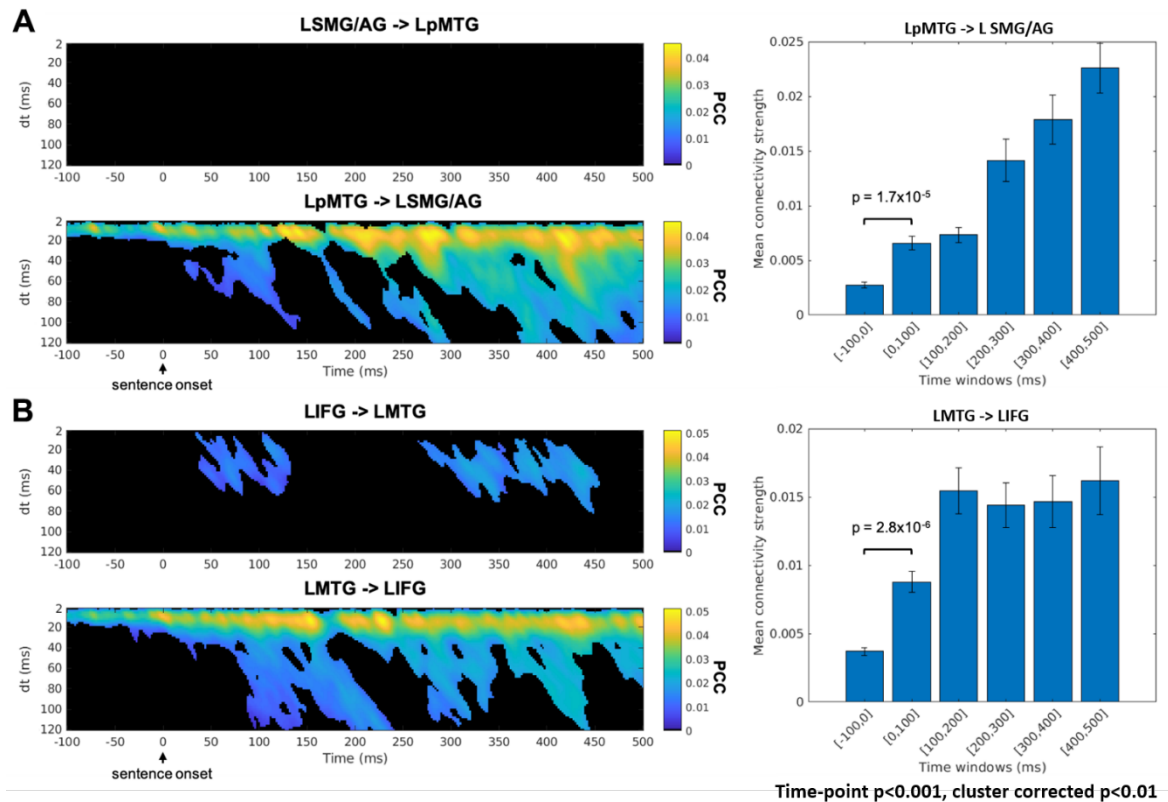 A
LSMG/AG -> LpMTG
2
20
40
60
80
100
120
dt (ms)
-100 -50 0 50 100 150 200 250 300 350 400 450 500
0.04
0.03
0.02
0.01
0
PCC
LpMTG -> LSMG/AG
2
20
40
60
80
100
120
dt (ms)
-100 -50 0 50 100 150 200 250 300 350 400 450 500
Time (ms)
sentence onset
0.04
0.03
0.02
0.01
0
PCC
LpMTG -> L SMG/AG
0.025
0.02
0.015
0.01
0.005
0
Mean connectivity strength
p = 1.7x10-5
[-100,0] [0,100] [100,200] [200,300] [300,400] [400,500]
Time windows (ms)
B
LIFG -> LMTG
2
20
40
60
80
100
120
dt (ms)
-100 -50 0 50 100 150 200 250 300 350 400 450 500
0.05
0.04
0.03
0.02
0.01
0
PCC
LMTG -> LIFG
2
20
40
60
80
100
120
dt (ms)
-100 -50 0 50 100 150 200 250 300 350 400 450 500
Time (ms)
sentence onset
0.05
0.04
0.03
0.02
0.01
0
PCC
LMTG -> LIFG
0.02
0.015
0.01
0.005
0
Mean connectivity strength
p = 2.8x10-6
[-100,0] [0,100] [100,200] [200,300] [300,400] [400,500]
Time windows (ms)
Time-point p<0.001, cluster corrected p<0.01